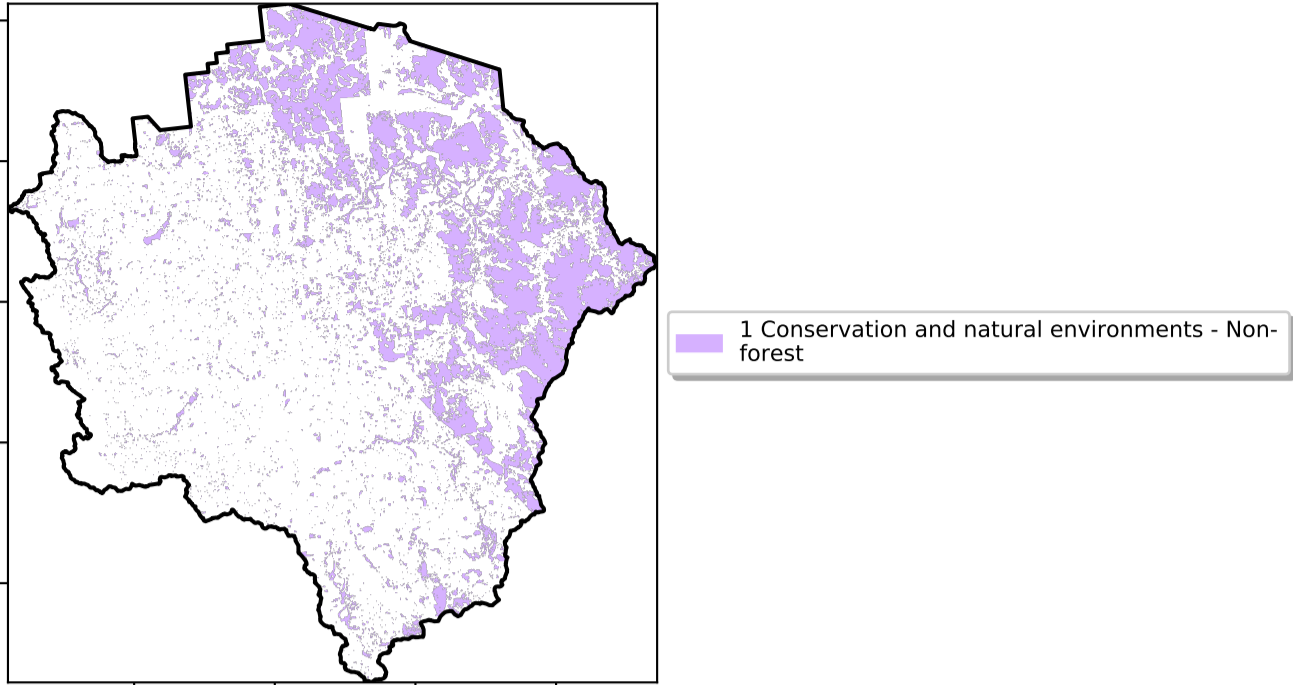 1 Conservation and natural environments - Non-
forest